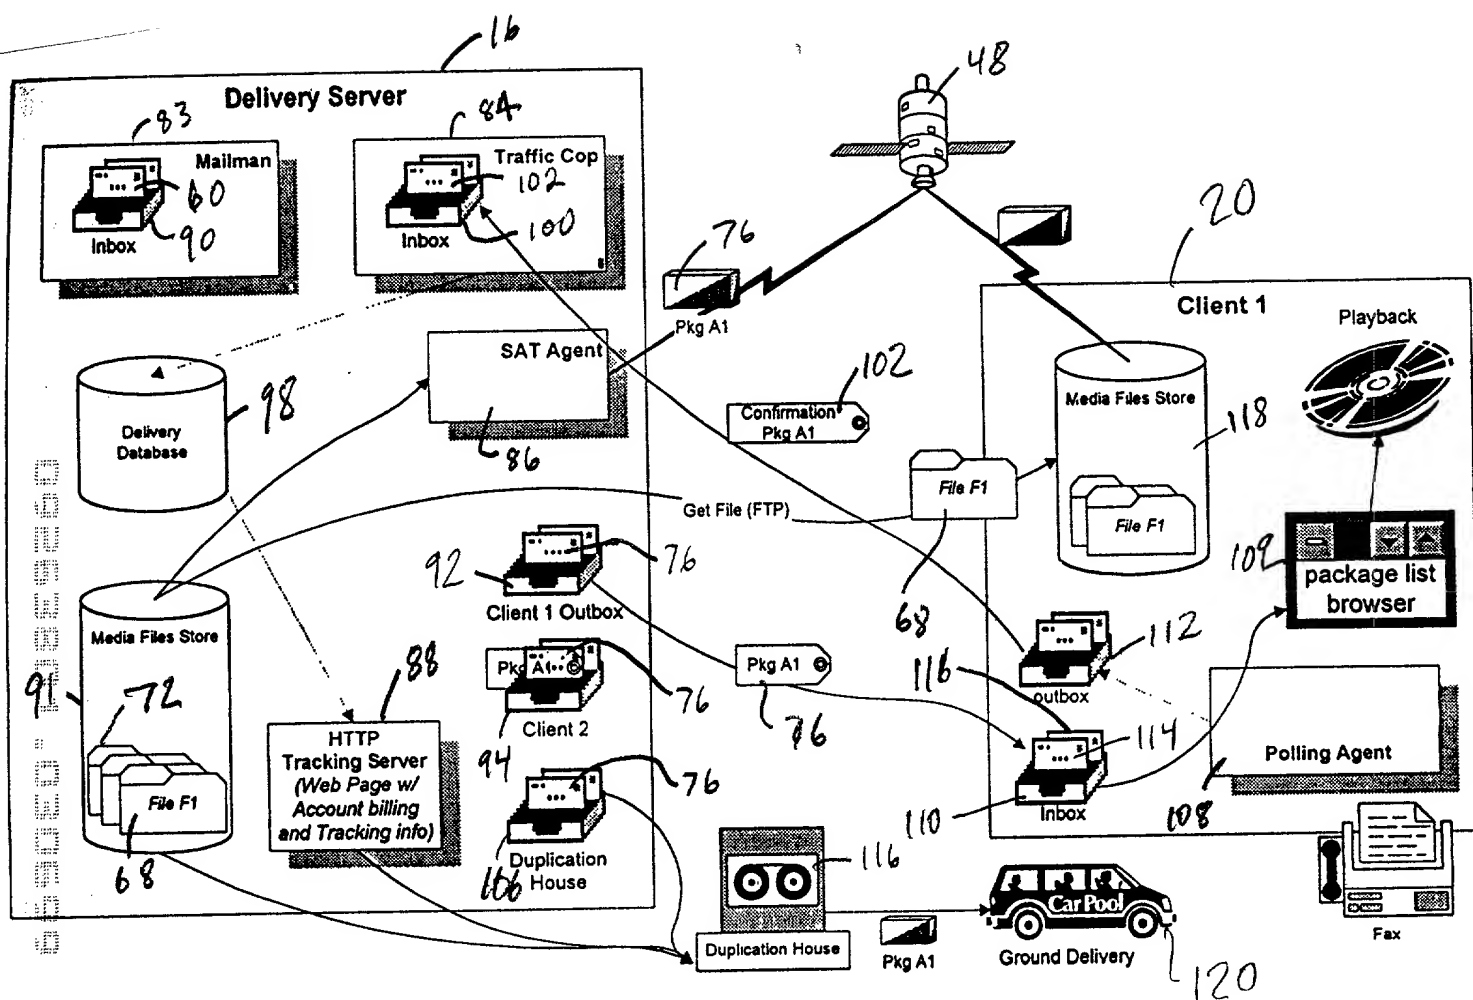 16
Delivery Server
48
83
84
Mailman
60
Inbox
90
Traffic Cop
102
Inbox
100
76
Pkg A1
20
Client 1
Playback
SAT Agent
86
98
Delivery
Database
102
Confirmation
Pkg A1
Media Files Store
118
File F1
File F1
68
Get File (FTP)
109
package list
browser
92
76
Client 1 Outbox
Media Files Store
91
72
File F1
68
88
HTTP
Tracking Server
(Web Page w/
Account billing
and Tracking info)
Pkg A1
76
Client 2
94
76
Duplication
House
106
Pkg A1
76
112
outbox
116
114
Inbox
110
Polling Agent
108
116
Duplication House
Pkg A1
Car Pool
Ground Delivery
120
Fax